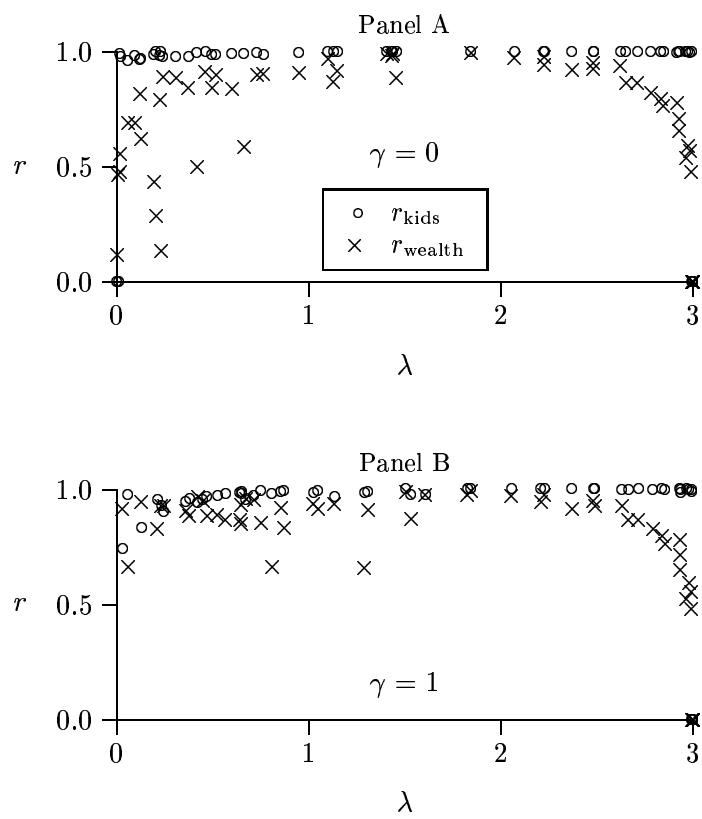 Panel A
1.0
0.5
0.0
r
γ = 0
r_kids
r_wealth
0 1 2 3
λ
Panel B
1.0
0.5
0.0
r
γ = 1
0 1 2 3
λ